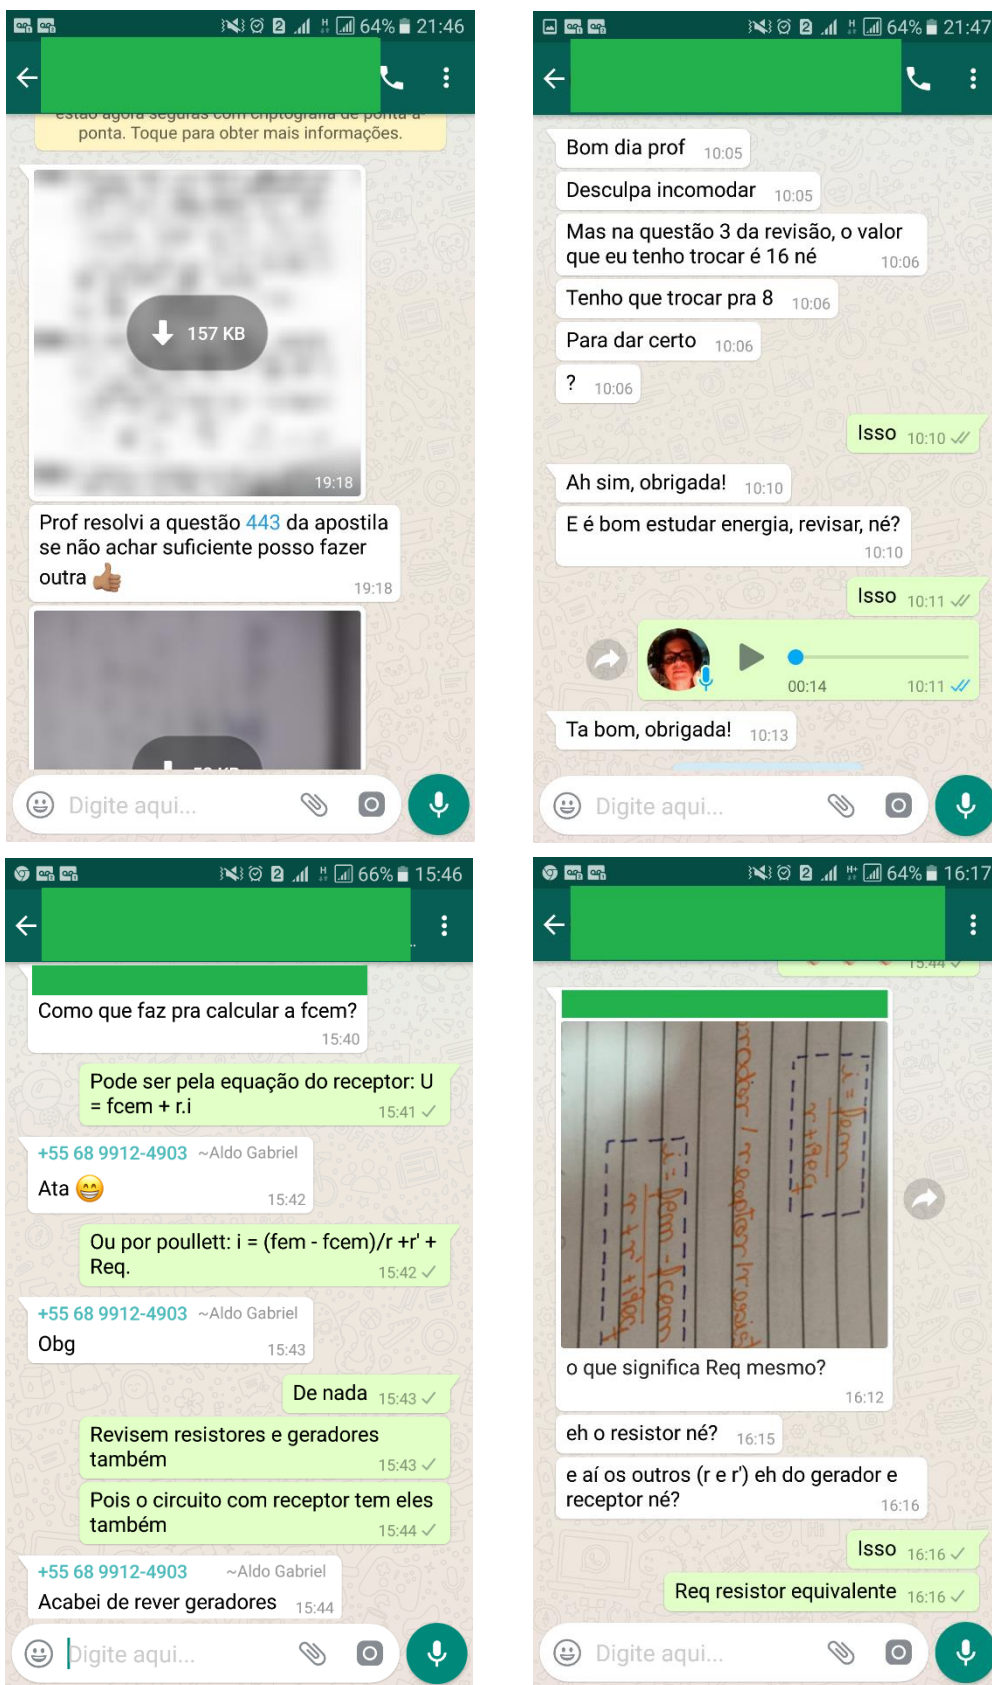 64% 21:46
estão agora seguras com criptografia de ponta-a-
ponta. Toque para obter mais informações.
157 KB
19:18
Prof resolvi a questão 443 da apostila
se não achar suficiente posso fazer
outra 👍🏽
19:18
Digite aqui...
64% 21:47
Bom dia prof 10:05
Desculpa incomodar 10:05
Mas na questão 3 da revisão, o valor
que eu tenho trocar é 16 né 10:06
Tenho que trocar pra 8 10:06
Para dar certo 10:06
? 10:06
Isso 10:10
Ah sim, obrigada! 10:10
E é bom estudar energia, revisar, né?
10:10
Isso 10:11
00:14 10:11
Ta bom, obrigada! 10:13
Digite aqui...
66% 15:46
Como que faz pra calcular a fcem?
15:40
Pode ser pela equação do receptor: U
= fcem + r.i 15:41
+55 68 9912-4903 ~Aldo Gabriel
Ata 😁 15:42
Ou por poullett: i = (fem - fcem)/r +r' +
Req. 15:42
+55 68 9912-4903 ~Aldo Gabriel
Obg 15:43
De nada 15:43
Revisem resistores e geradores
também 15:43
Pois o circuito com receptor tem eles
também 15:44
+55 68 9912-4903 ~Aldo Gabriel
Acabei de rever geradores 15:44
Digite aqui...
H+ 64% 16:17
15:44
i = fem
r + Req
i = fem - fcem
r + r' + Req
o que significa Req mesmo?
16:12
eh o resistor né? 16:15
e aí os outros (r e r') eh do gerador e
receptor né? 16:16
Isso 16:16
Req resistor equivalente 16:16
Digite aqui...